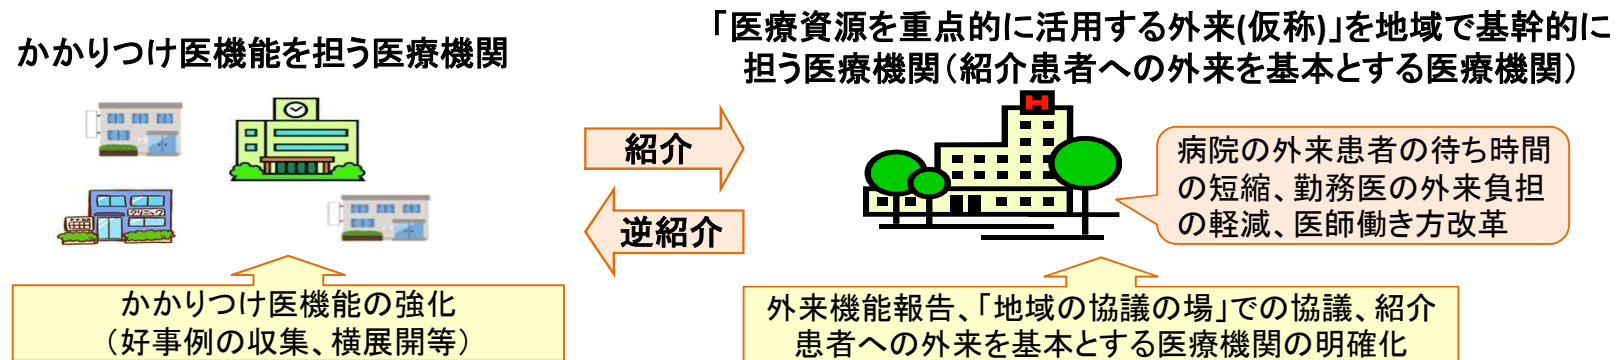 かかりつけ医機能を担う医療機関
「医療資源を重点的に活用する外来(仮称)」を地域で基幹的に
担う医療機関(紹介患者への外来を基本とする医療機関)
クリニック
紹介
逆紹介
H
病院の外来患者の待ち時間
の短縮、勤務医の外来負担
の軽減、医師働き方改革
かかりつけ医機能の強化
(好事例の収集、横展開等)
外来機能報告、「地域の協議の場」での協議、紹介
患者への外来を基本とする医療機関の明確化